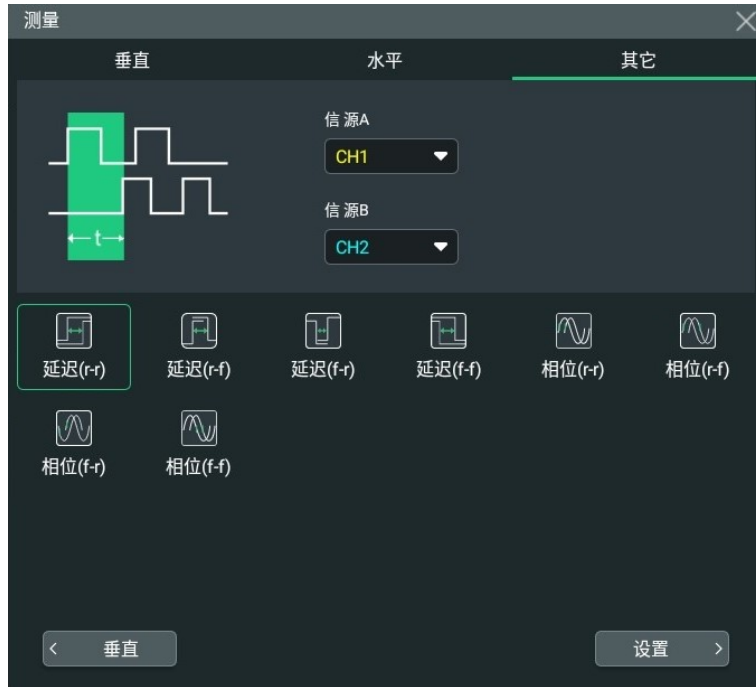 测量
垂直 水平 其它
信源A
CH1
信源B
CH2
t
延迟(r-r) 延迟(r-f) 延迟(f-r) 延迟(f-f) 相位(r-r) 相位(r-f)
相位(f-r) 相位(f-f)
垂直 设置